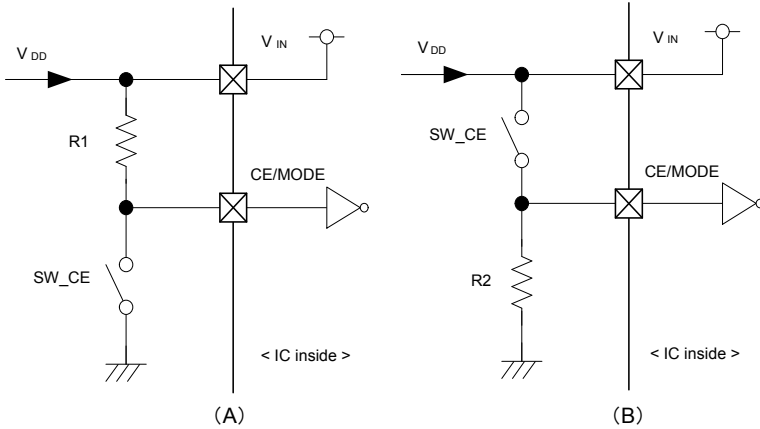 V DD
V IN
R1
CE/MODE
SW_CE
< IC inside >
(A)
V DD
V IN
SW_CE
CE/MODE
R2
< IC inside >
(B)